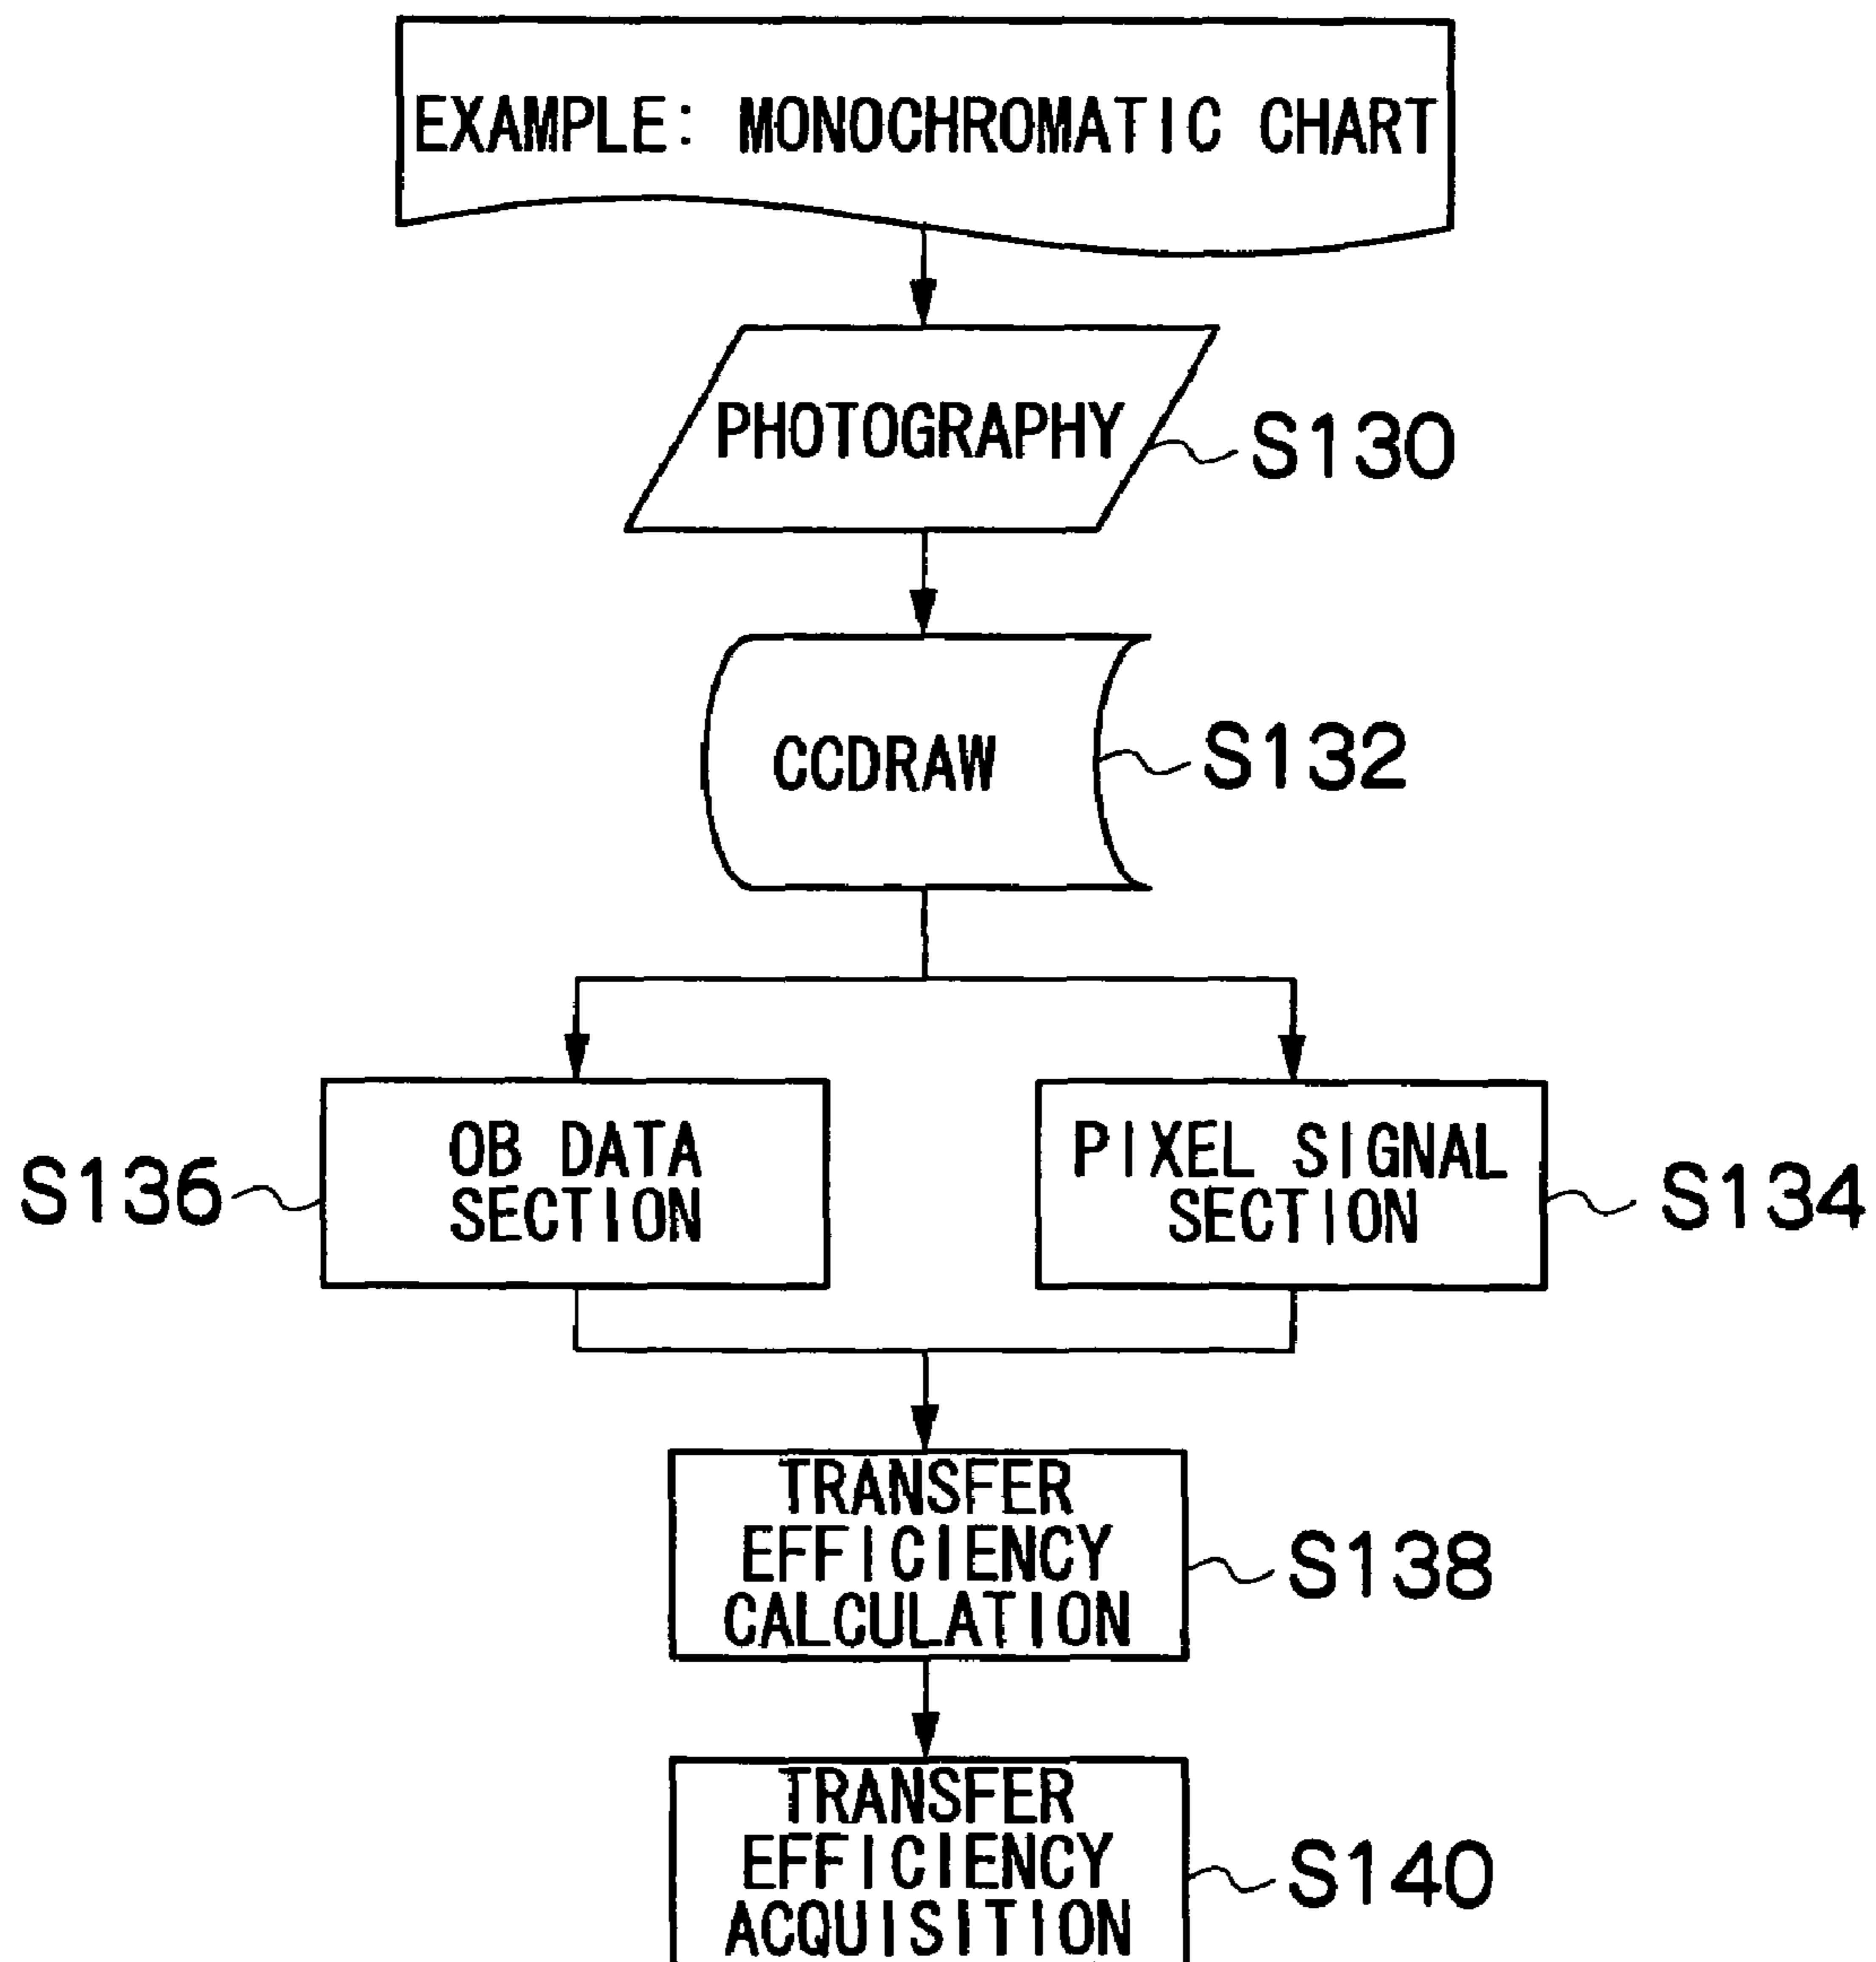 EXAMPLE: MONOCHROMATIC CHART
PHOTOGRAPHY
S130
CCDRAW
S132
OB DATA
SECTION
S136
PIXEL SIGNAL
SECTION
S134
TRANSFER
EFFICIENCY
CALCULATION
S138
TRANSFER
EFFICIENCY
ACQUISITION
S140